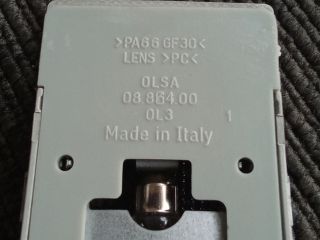 >PA66 GF30<
LENS >PC<
OLSA
08.864.00
OL3 1
Made in Italy